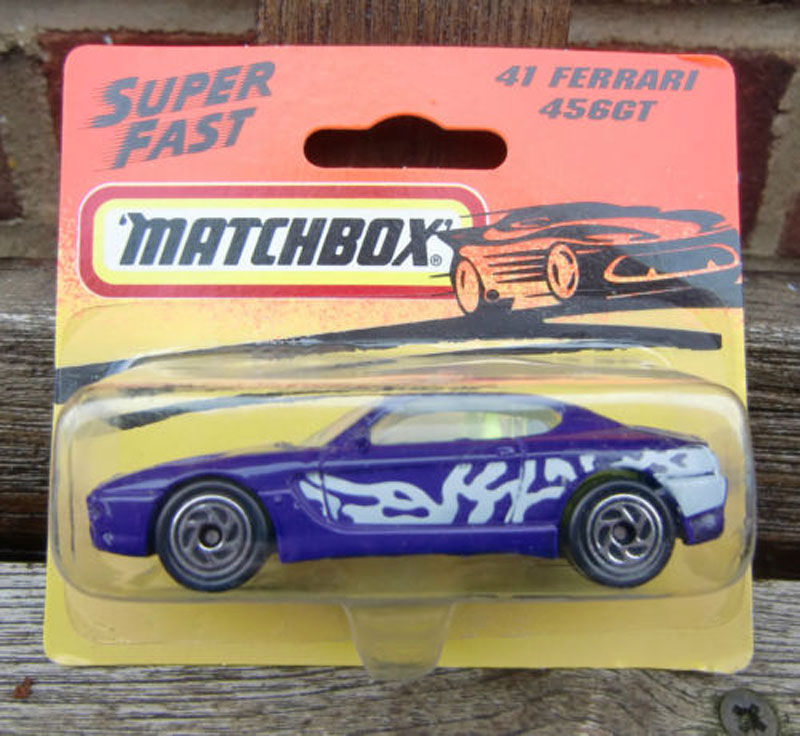 SUPER
FAST
41 FERRARI
456GT
'MATCHBOX'®